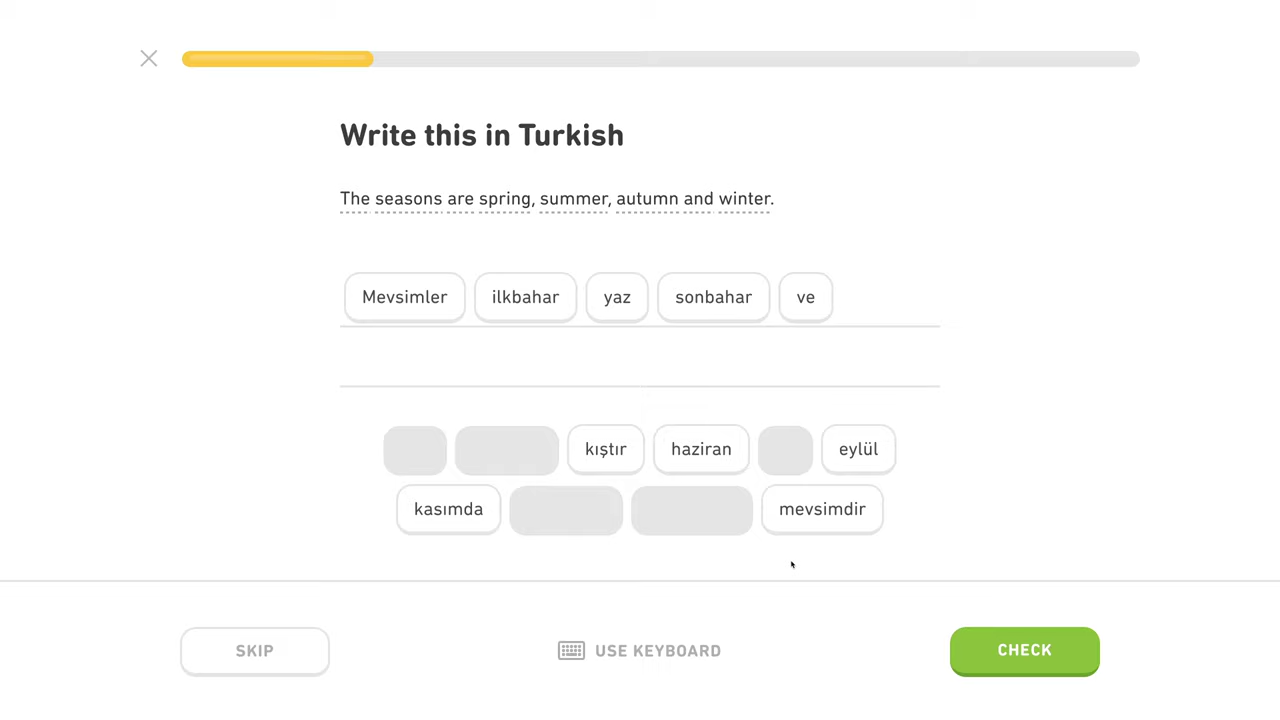 Write this in Turkish
The seasons are spring, summer, autumn and winter.
Mevsimler ilkbahar yaz sonbahar ve
kıştır haziran eylül
kasımda mevsimdir
SKIP USE KEYBOARD CHECK